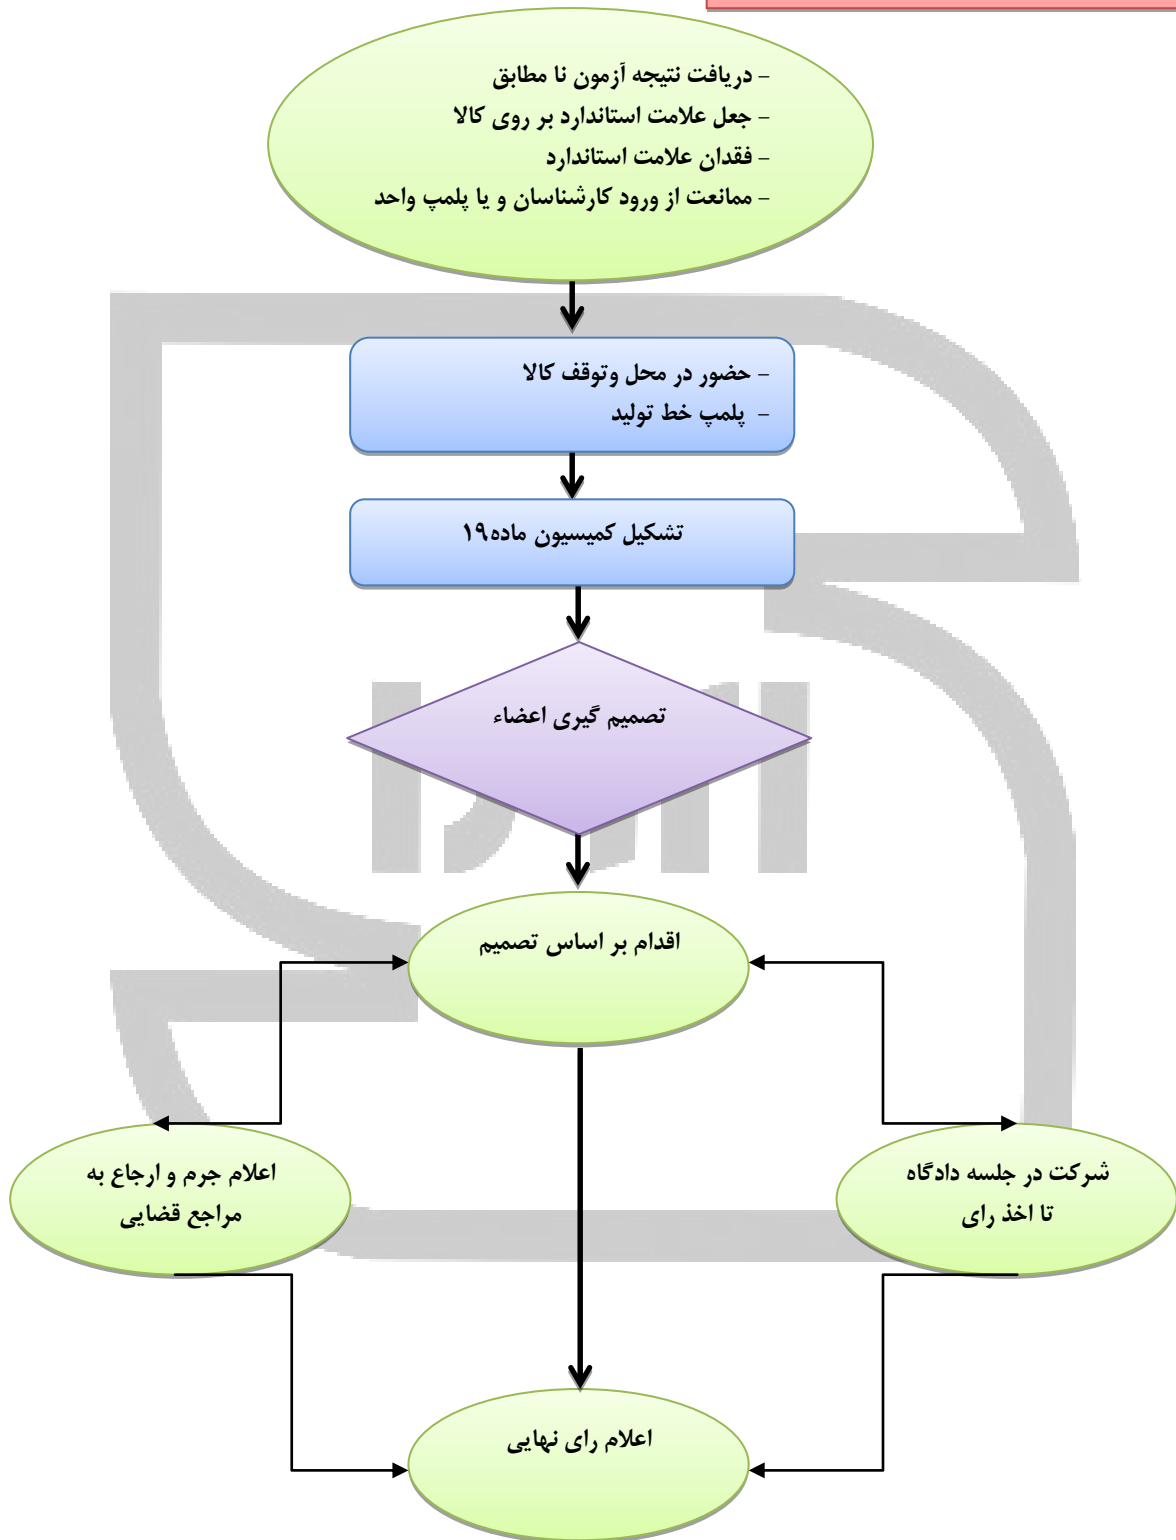 - دریافت نتیجه آزمون نا مطابق
- جعل علامت استاندارد بر روی کالا
- فقدان علامت استاندارد
- ممانعت از ورود کارشناسان و یا پلمپ واحد
- حضور در محل وتوقف کالا
- پلمپ خط تولید
تشکیل کمیسیون ماده۱۹
تصمیم گیری اعضاء
اقدام بر اساس تصمیم
شرکت در جلسه دادگاه
تا اخذ رای
اعلام جرم و ارجاع به
مراجع قضایی
اعلام رای نهایی